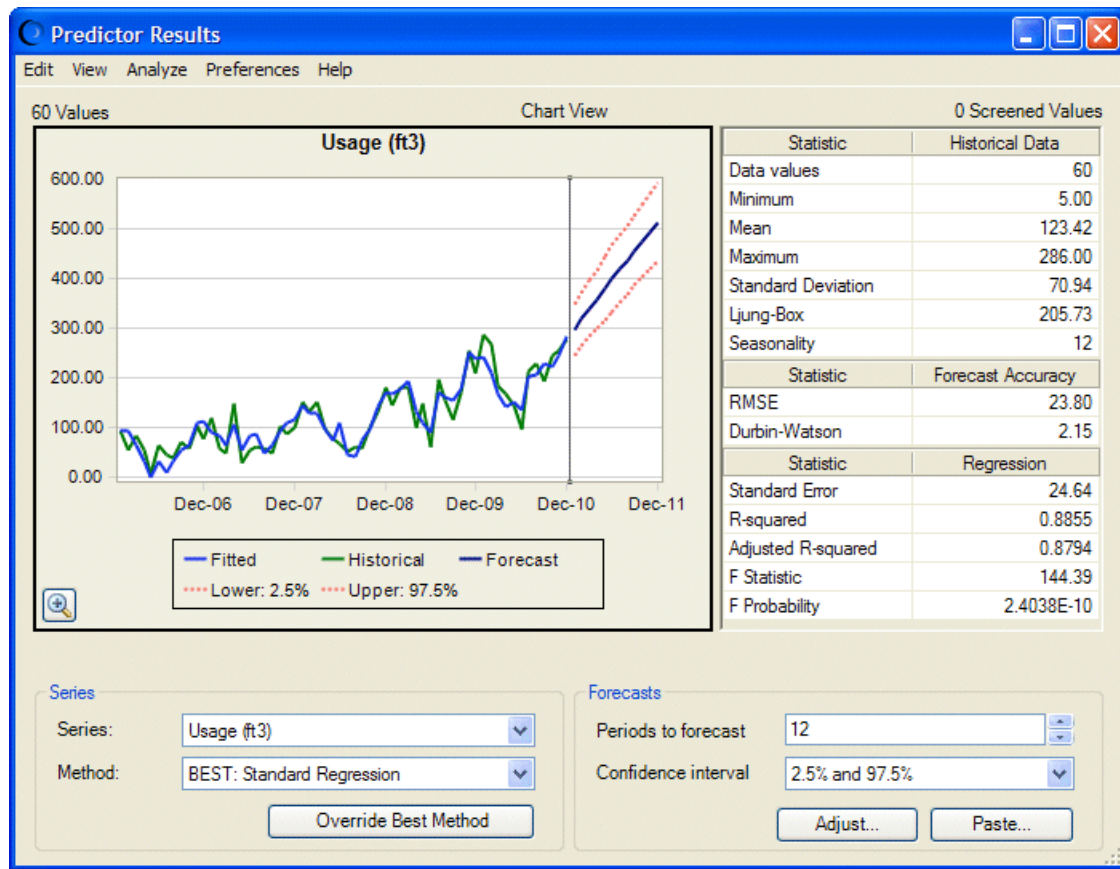 Predictor Results
Edit View Analyze Preferences Help
60 Values Chart View 0 Screened Values
Usage (ft3)
600.00
500.00
400.00
300.00
200.00
100.00
0.00
Dec-06 Dec-07 Dec-08 Dec-09 Dec-10 Dec-11
Fitted Historical Forecast
Lower: 2.5% Upper: 97.5%
Statistic Historical Data
Data values 60
Minimum 5.00
Mean 123.42
Maximum 286.00
Standard Deviation 70.94
Ljung-Box 205.73
Seasonality 12
Statistic Forecast Accuracy
RMSE 23.80
Durbin-Watson 2.15
Statistic Regression
Standard Error 24.64
R-squared 0.8855
Adjusted R-squared 0.8794
F Statistic 144.39
F Probability 2.4038E-10
Series
Series: Usage (ft3)
Method: BEST: Standard Regression
Override Best Method
Forecasts
Periods to forecast 12
Confidence interval 2.5% and 97.5%
Adjust... Paste...